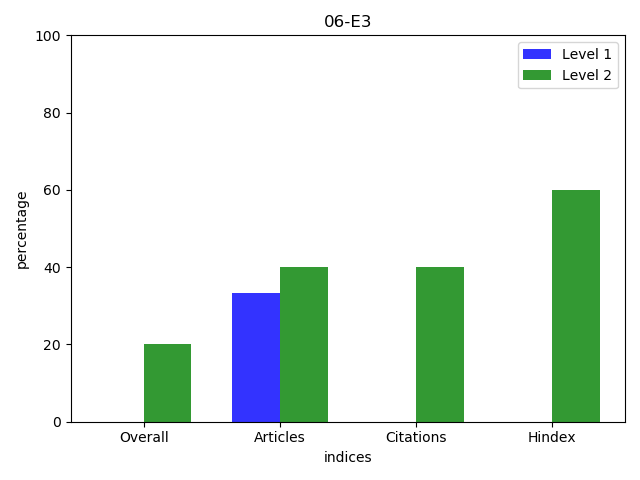 06-E3
100
80
60
40
20
0
percentage
Level 1
Level 2
Overall
Articles
Citations
Hindex
indices